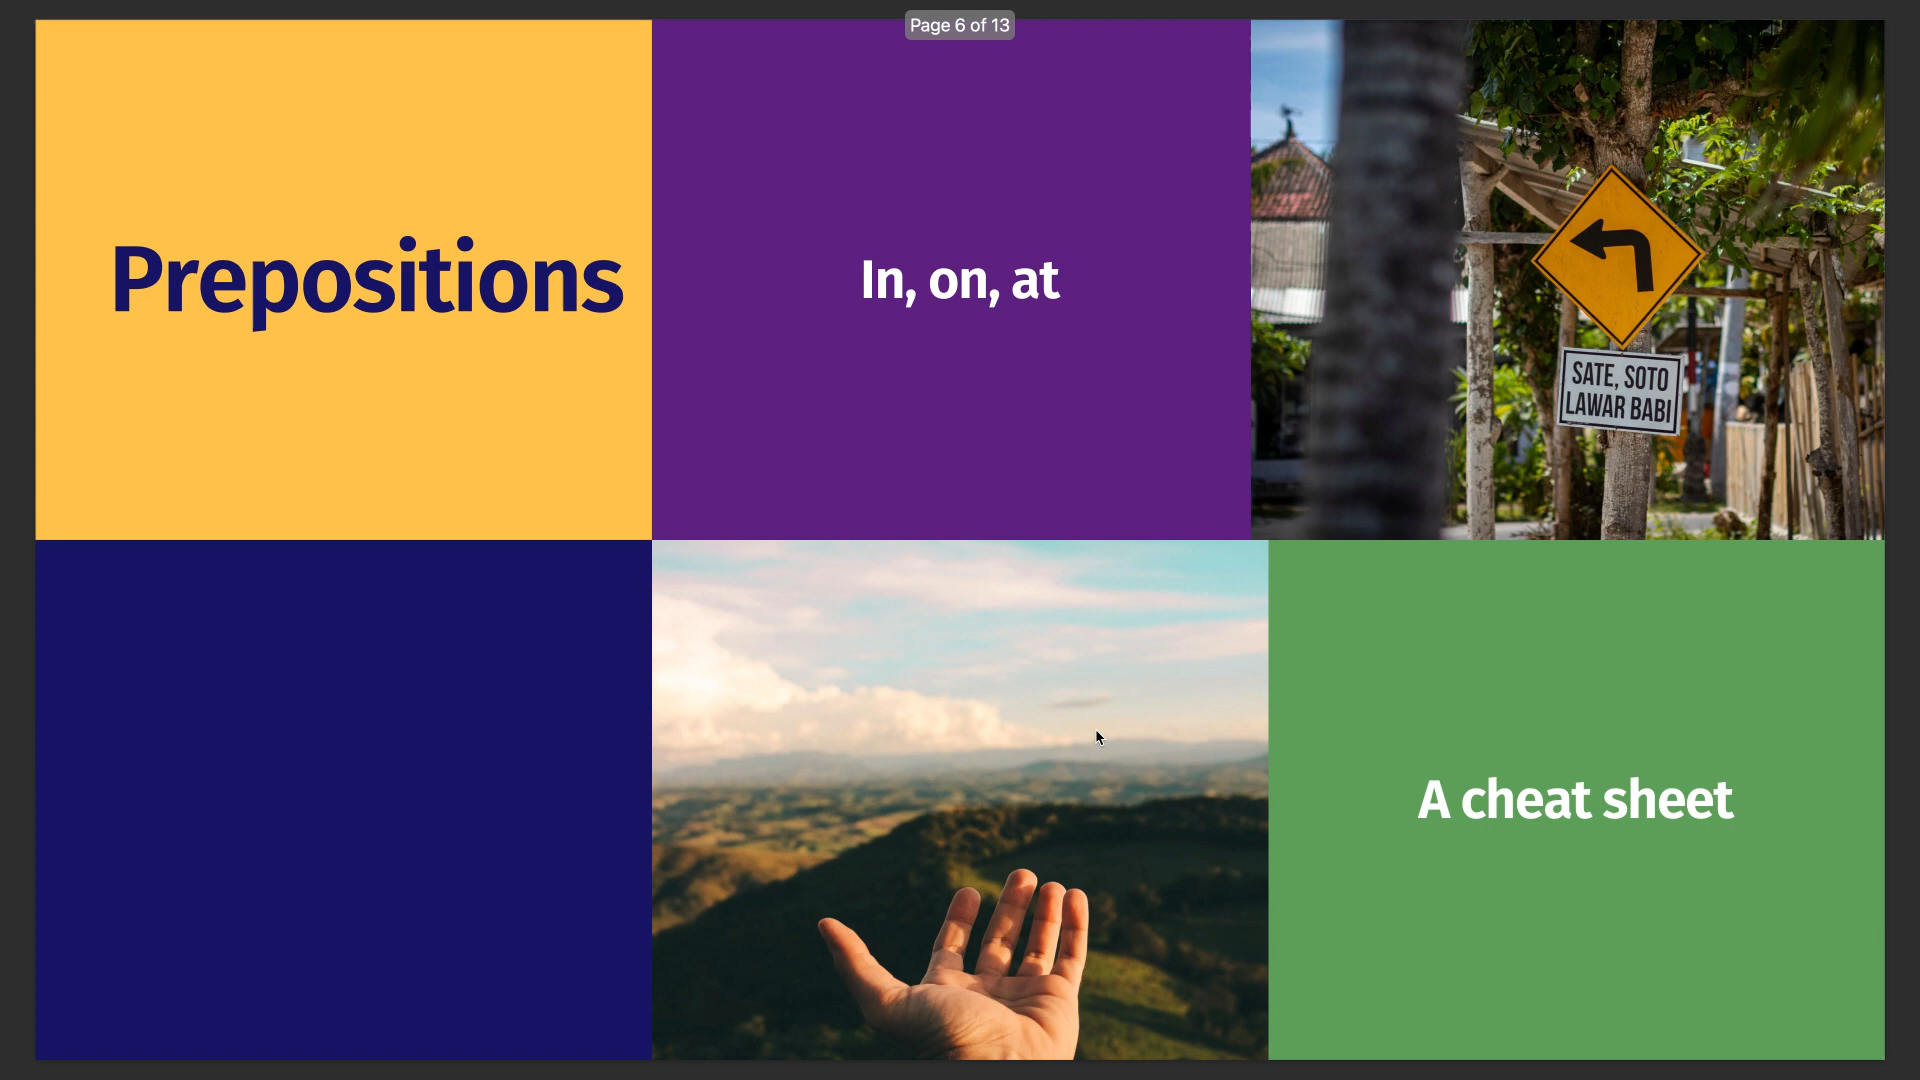 Page 6 of 13
Prepositions
In, on, at
SATE, SOTO
LAWAR BABI
A cheat sheet